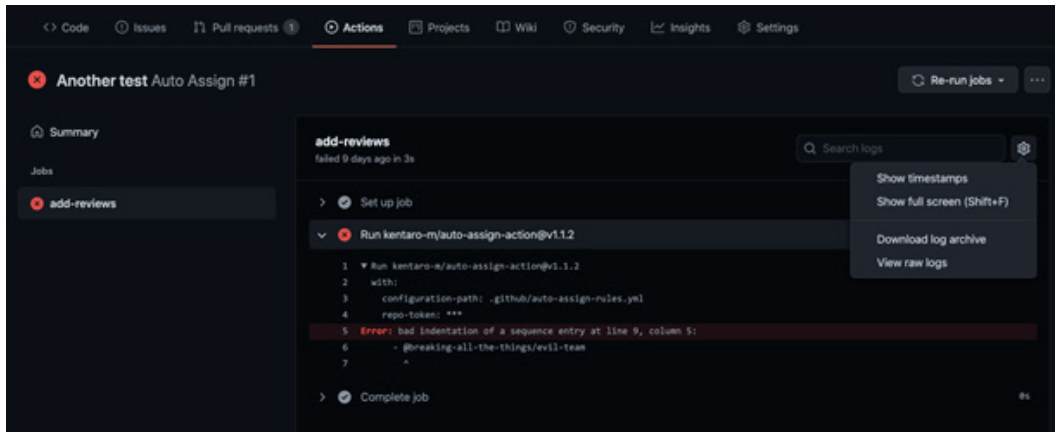 <> Code Issues Pull requests 1 Actions Projects Wiki Security Insights Settings
Another test Auto Assign #1
Re-run jobs
Summary
Jobs
add-reviews
add-reviews
failed 9 days ago in 3s
Search logs
Show timestamps
Show full screen (Shift+F)
Download log archive
View raw logs
Set up job
Run kentaro-m/auto-assign-action@v1.1.2
1 ▼ Run kentaro-m/auto-assign-action@v1.1.2
2 with:
3 configuration-path: .github/auto-assign-rules.yml
4 repo-token: ***
5 Error: bad indentation of a sequence entry at line 9, column 5:
6 - @breaking-all-the-things/evil-team
7 ^
Complete job 0s